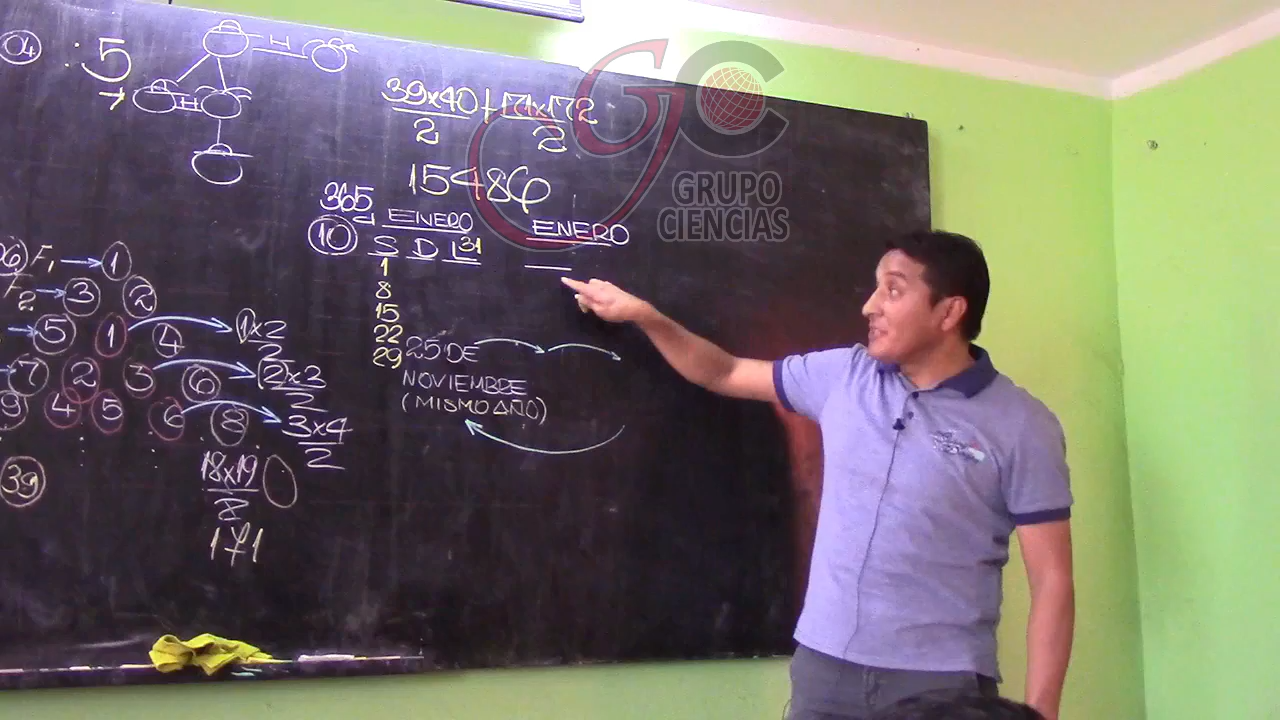 04 : 5
7
H
H
39x40 + 171x172
2 2
15486
365
10 ENERO
S D L 31
1
8
15
22
29
ENERO
25 DE
NOVIEMBRE
(MISMO AÑO)
F1 → 1
F2 → 3 2
5 1 4 1x2
2
7 2 3 6 2x3
2
9 4 5 6 8 3x4
2
39
18x19
2
171
GC
GRUPO
CIENCIAS